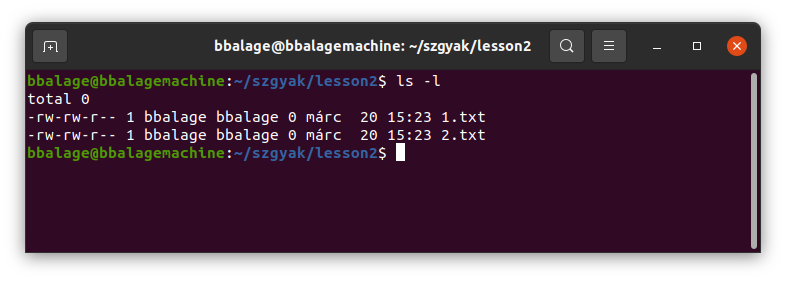 bbalage@bbalagemachine: ~/szgyak/lesson2
bbalage@bbalagemachine:~/szgyak/lesson2$ ls -l
total 0
-rw-rw-r-- 1 bbalage bbalage 0 márc  20 15:23 1.txt
-rw-rw-r-- 1 bbalage bbalage 0 márc  20 15:23 2.txt
bbalage@bbalagemachine:~/szgyak/lesson2$